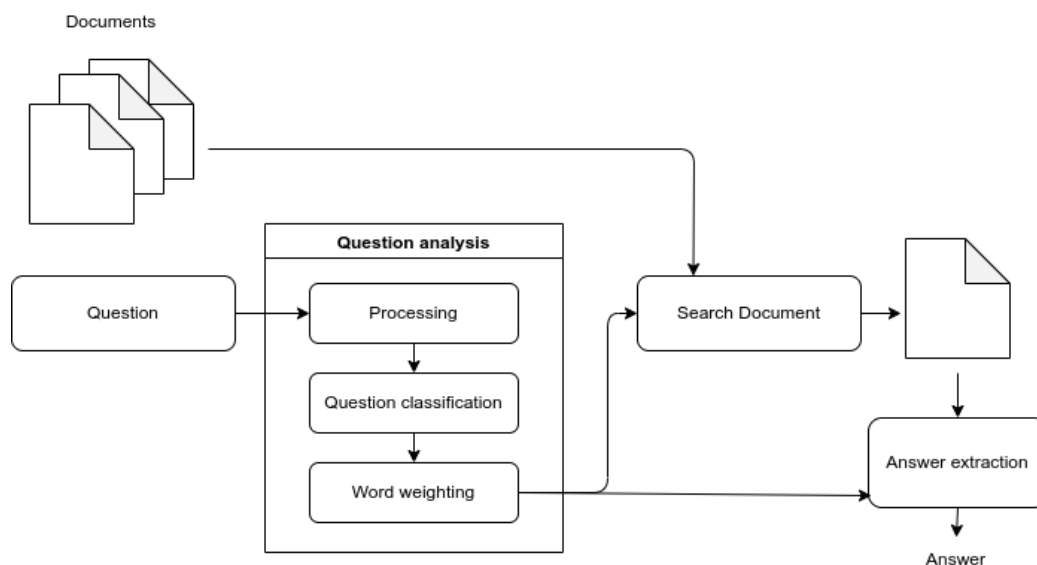 Documents
Question analysis
Question
Processing
Search Document
Question classification
Answer extraction
Word weighting
Answer